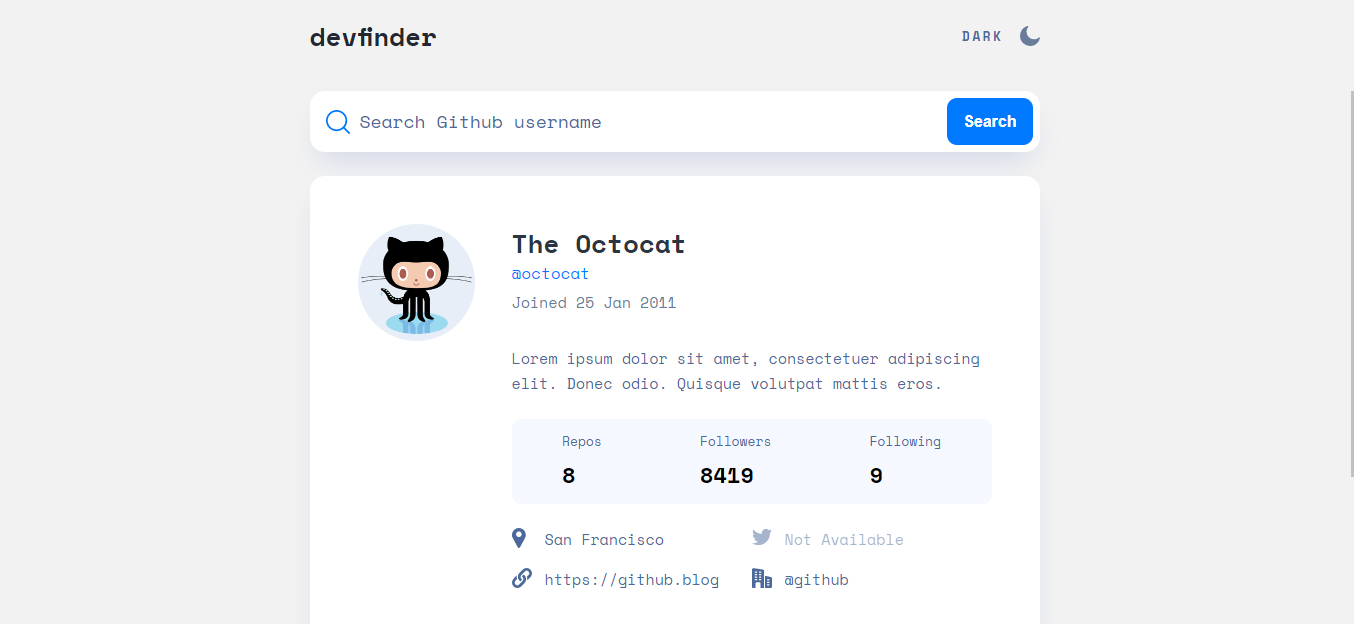 devfinder
DARK
Search Github username
Search
The Octocat
@octocat
Joined 25 Jan 2011
Lorem ipsum dolor sit amet, consectetuer adipiscing
elit. Donec odio. Quisque volutpat mattis eros.
Repos Followers Following
8 8419 9
San Francisco Not Available
https://github.blog @github